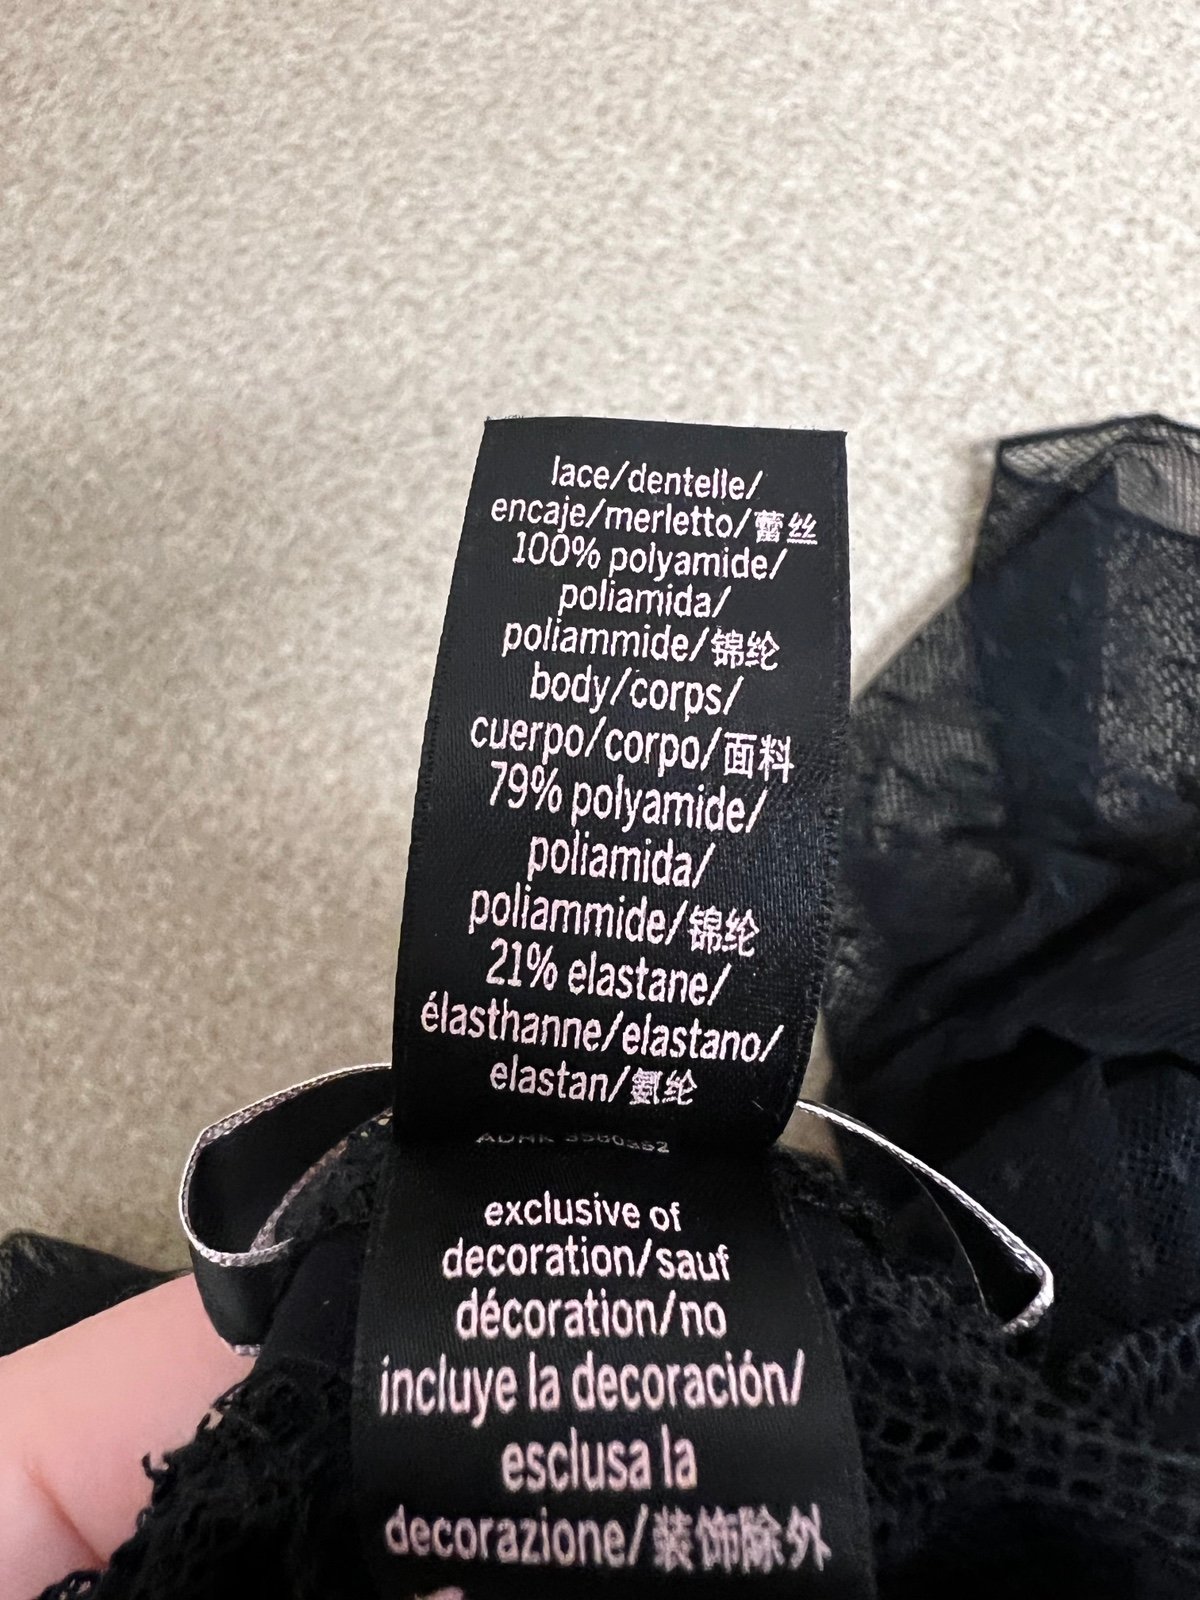 lace/dentelle/
encaje/merletto/蕾丝
100% polyamide/
poliamida/
poliammide/锦纶
body/corps/
cuerpo/corpo/面料
79% polyamide/
poliamida/
poliammide/锦纶
21% elastane/
élasthanne/elastano/
elastan/氨纶
exclusive of
decoration/sauf
décoration/no
incluye la decoración/
esclusa la
decorazione/装饰除外